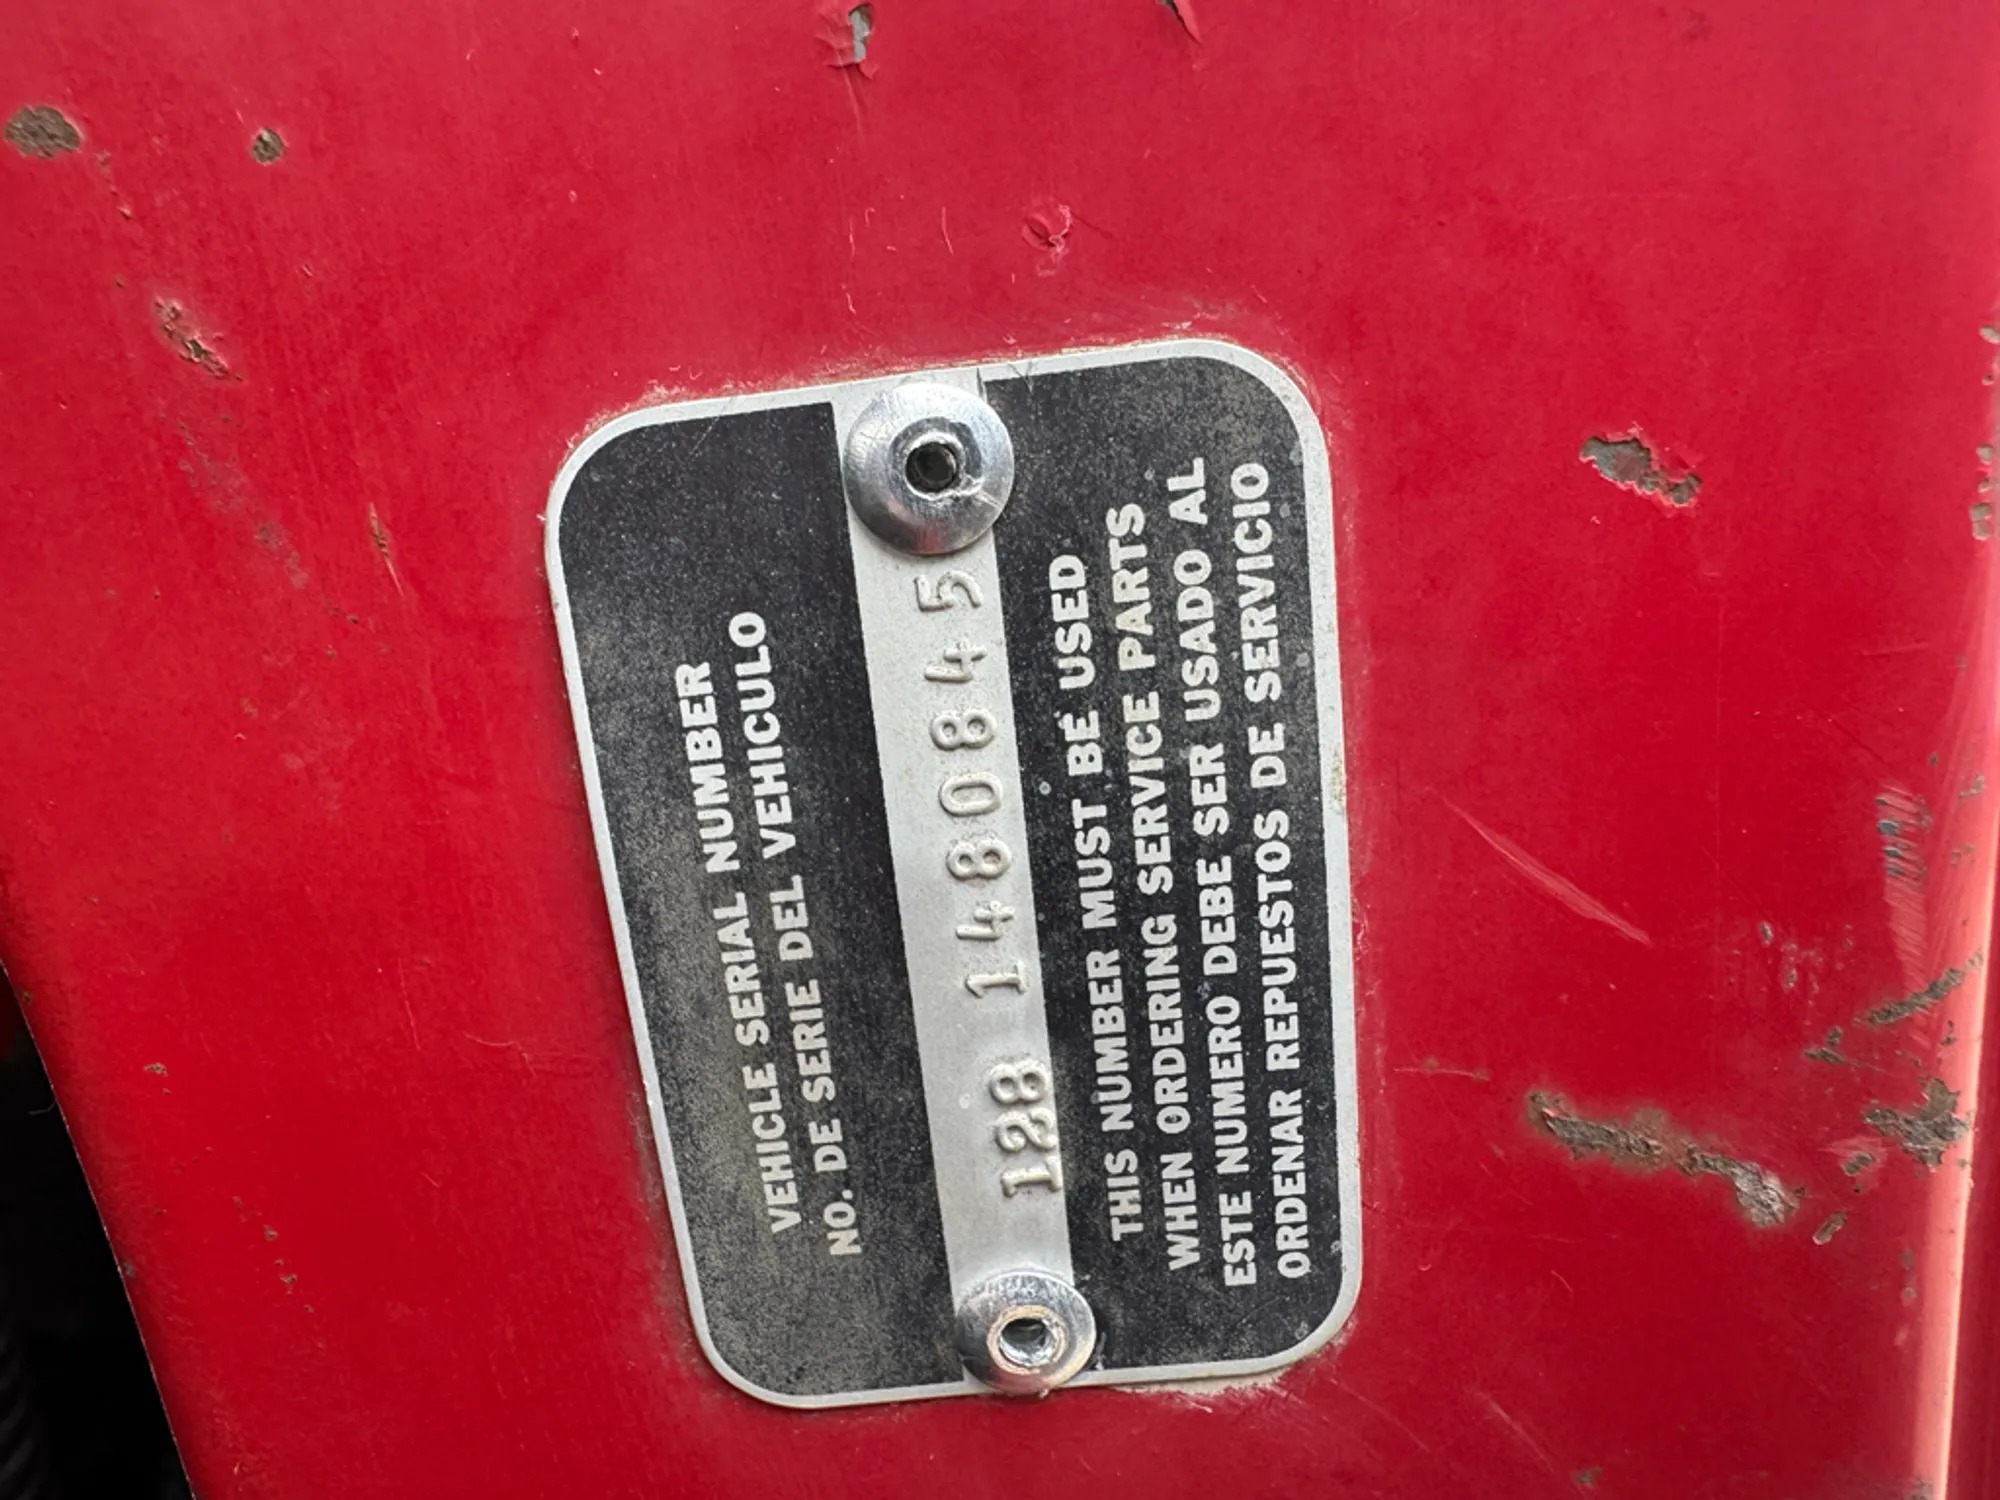 VEHICLE SERIAL NUMBER
NO. DE SERIE DEL VEHICULO
128 1480845
THIS NUMBER MUST BE USED
WHEN ORDERING SERVICE PARTS
ESTE NUMERO DEBE SER USADO AL
ORDENAR REPUESTOS DE SERVICIO